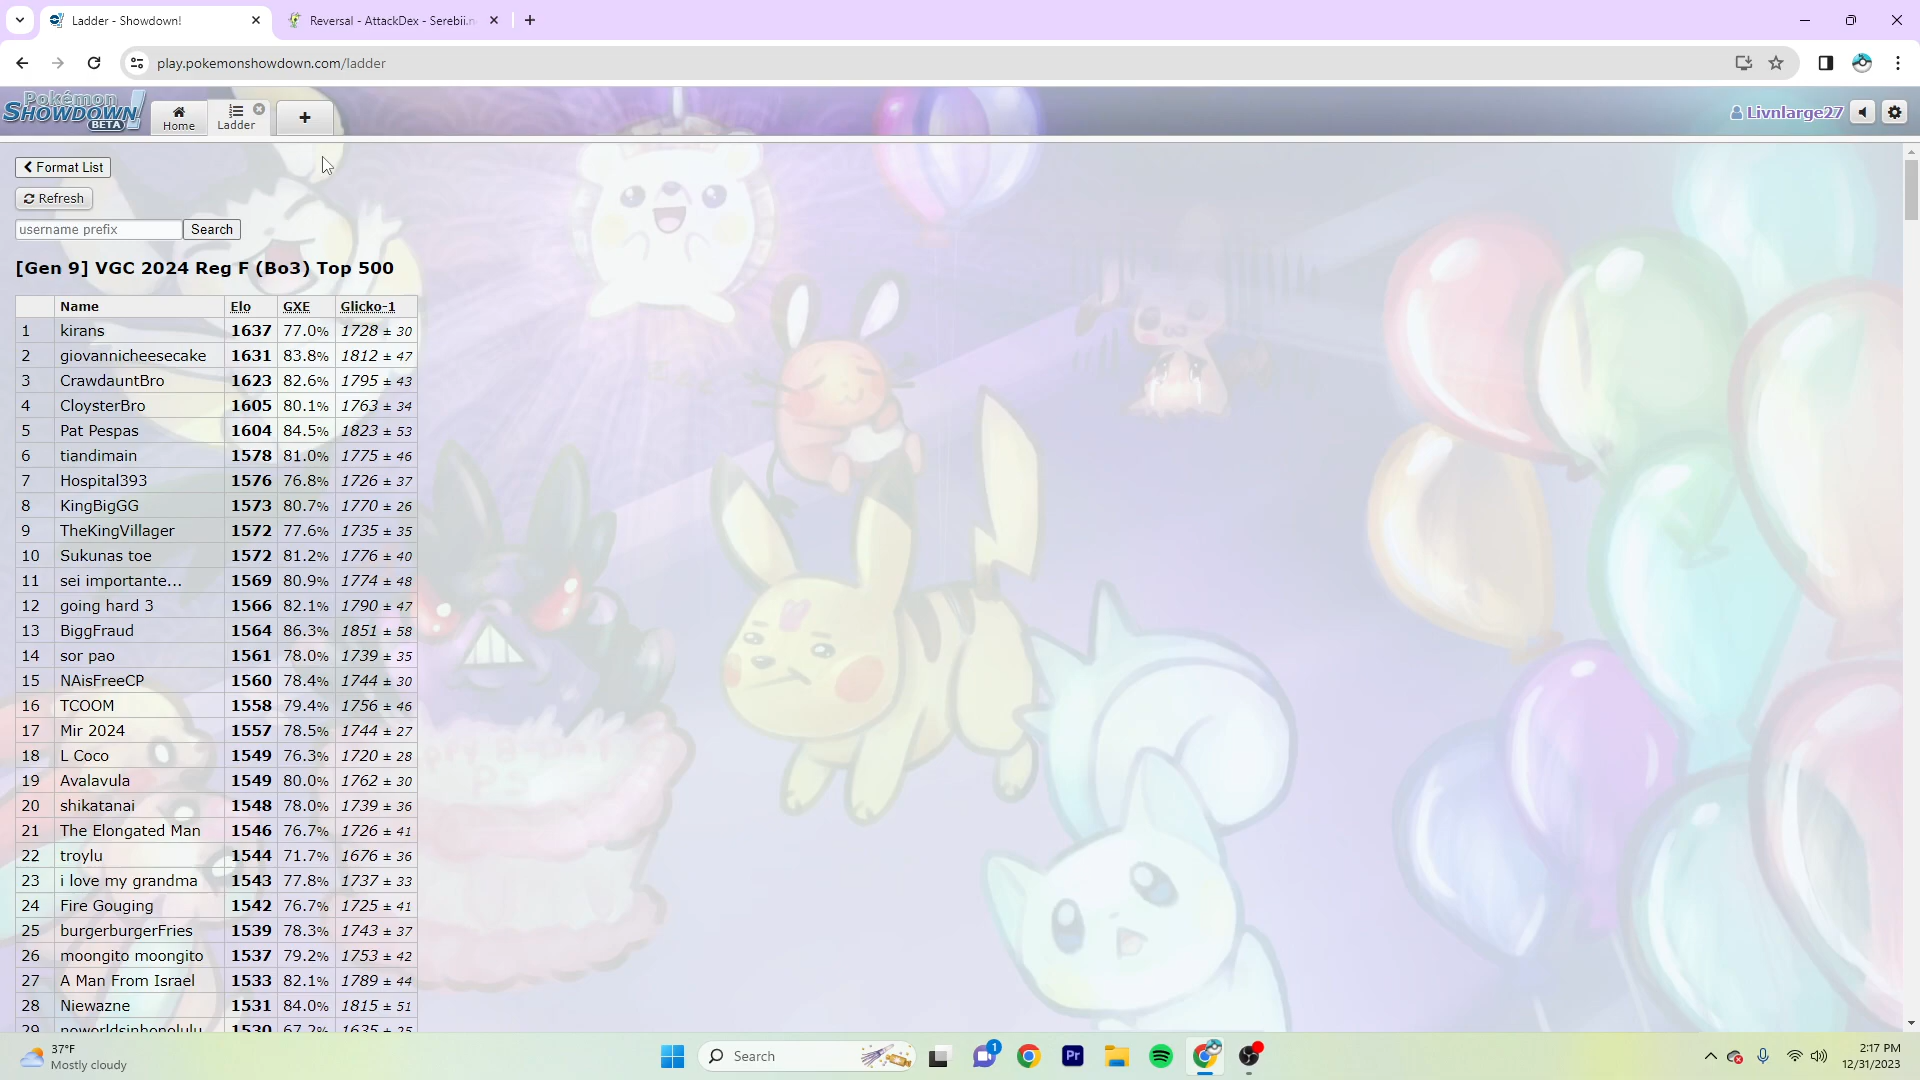 Ladder - Showdown!
Reversal - AttackDex - Serebii.n
play.pokemonshowdown.com/ladder
Pokémon
SHOWDOWN!
BETA
Home
Ladder
Livnlarge27
Format List
Refresh
username prefix Search
[Gen 9] VGC 2024 Reg F (Bo3) Top 500
Name Elo GXE Glicko-1
1 kirans 1637 77.0% 1728 ± 30
2 giovannicheesecake 1631 83.8% 1812 ± 47
3 CrawdauntBro 1623 82.6% 1795 ± 43
4 CloysterBro 1605 80.1% 1763 ± 34
5 Pat Pespas 1604 84.5% 1823 ± 53
6 tiandimain 1578 81.0% 1775 ± 46
7 Hospital393 1576 76.8% 1726 ± 37
8 KingBigGG 1573 80.7% 1770 ± 26
9 TheKingVillager 1572 77.6% 1735 ± 35
10 Sukunas toe 1572 81.2% 1776 ± 40
11 sei importante... 1569 80.9% 1774 ± 48
12 going hard 3 1566 82.1% 1790 ± 47
13 BiggFraud 1564 86.3% 1851 ± 58
14 sor pao 1561 78.0% 1739 ± 35
15 NAisFreeCP 1560 78.4% 1744 ± 30
16 TCOOM 1558 79.4% 1756 ± 46
17 Mir 2024 1557 78.5% 1744 ± 27
18 L Coco 1549 76.3% 1720 ± 28
19 Avalavula 1549 80.0% 1762 ± 30
20 shikatanai 1548 78.0% 1739 ± 36
21 The Elongated Man 1546 76.7% 1726 ± 41
22 troylu 1544 71.7% 1676 ± 36
23 i love my grandma 1543 77.8% 1737 ± 33
24 Fire Gouging 1542 76.7% 1725 ± 41
25 burgerburgerFries 1539 78.3% 1743 ± 37
26 moongito moongito 1537 79.2% 1753 ± 42
27 A Man From Israel 1533 82.1% 1789 ± 44
28 Niewazne 1531 84.0% 1815 ± 51
29 noworldsinhonolulu 1530 67.2% 1635 ± 25
37°F
Mostly cloudy
Search
1
Pr
2:17 PM
12/31/2023